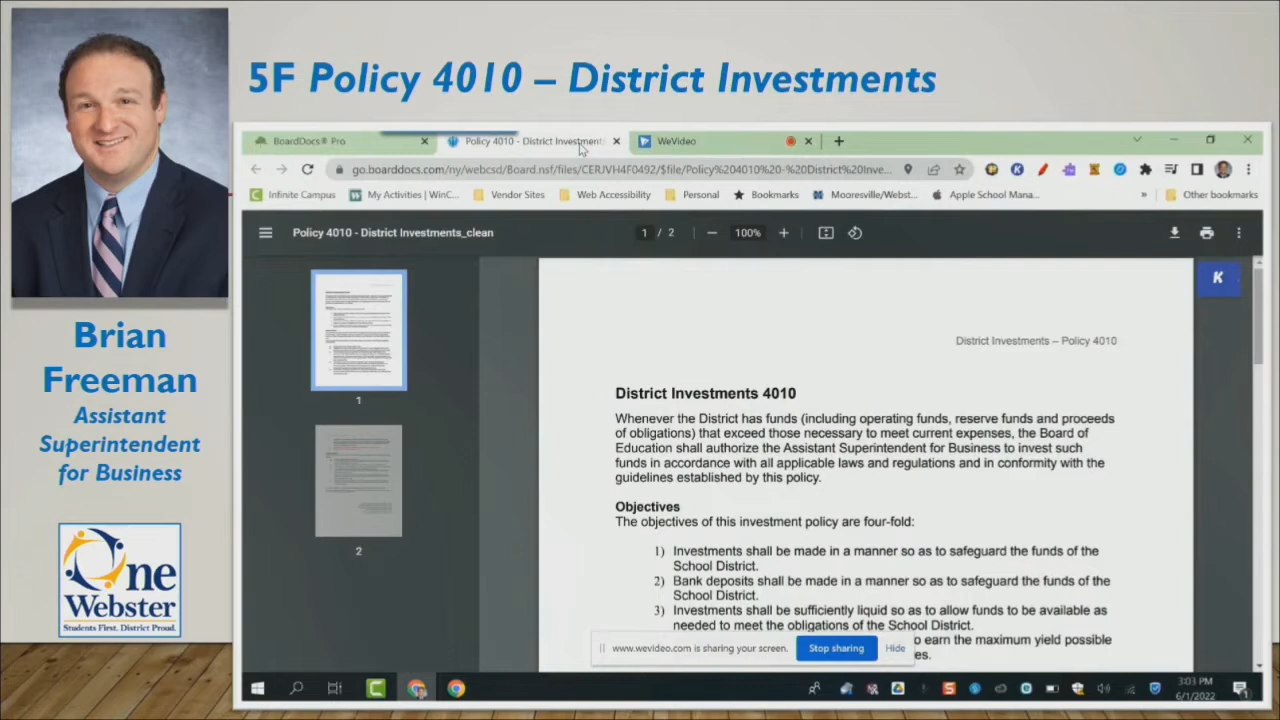 5F Policy 4010 – District Investments
Brian
Freeman
Assistant
Superintendent
for Business
One
Webster
Students First. District Proud.
BoardDocs® Pro
Policy 4010 - District Investments
WeVideo
go.boarddocs.com/ny/webcsd/Board.nsf/files/CERJVH4F0492/$file/Policy%204010%20-%20District%20Inve...
Infinite Campus
My Activities | WinC...
Vendor Sites
Web Accessibility
Personal
Bookmarks
Mooresville/Webst...
Apple School Mana...
»
Other bookmarks
Policy 4010 - District Investments_clean
1 / 2
100%
K
1
2
District Investments – Policy 4010
District Investments 4010
Whenever the District has funds (including operating funds, reserve funds and proceeds
of obligations) that exceed those necessary to meet current expenses, the Board of
Education shall authorize the Assistant Superintendent for Business to invest such
funds in accordance with all applicable laws and regulations and in conformity with the
guidelines established by this policy.
Objectives
The objectives of this investment policy are four-fold:
1) Investments shall be made in a manner so as to safeguard the funds of the
School District.
2) Bank deposits shall be made in a manner so as to safeguard the funds of the
School District.
3) Investments shall be sufficiently liquid so as to allow funds to be available as
needed to meet the obligations of the School District.
o earn the maximum yield possible
es.
www.wevideo.com is sharing your screen.
Stop sharing
Hide
3:03 PM
6/1/2022